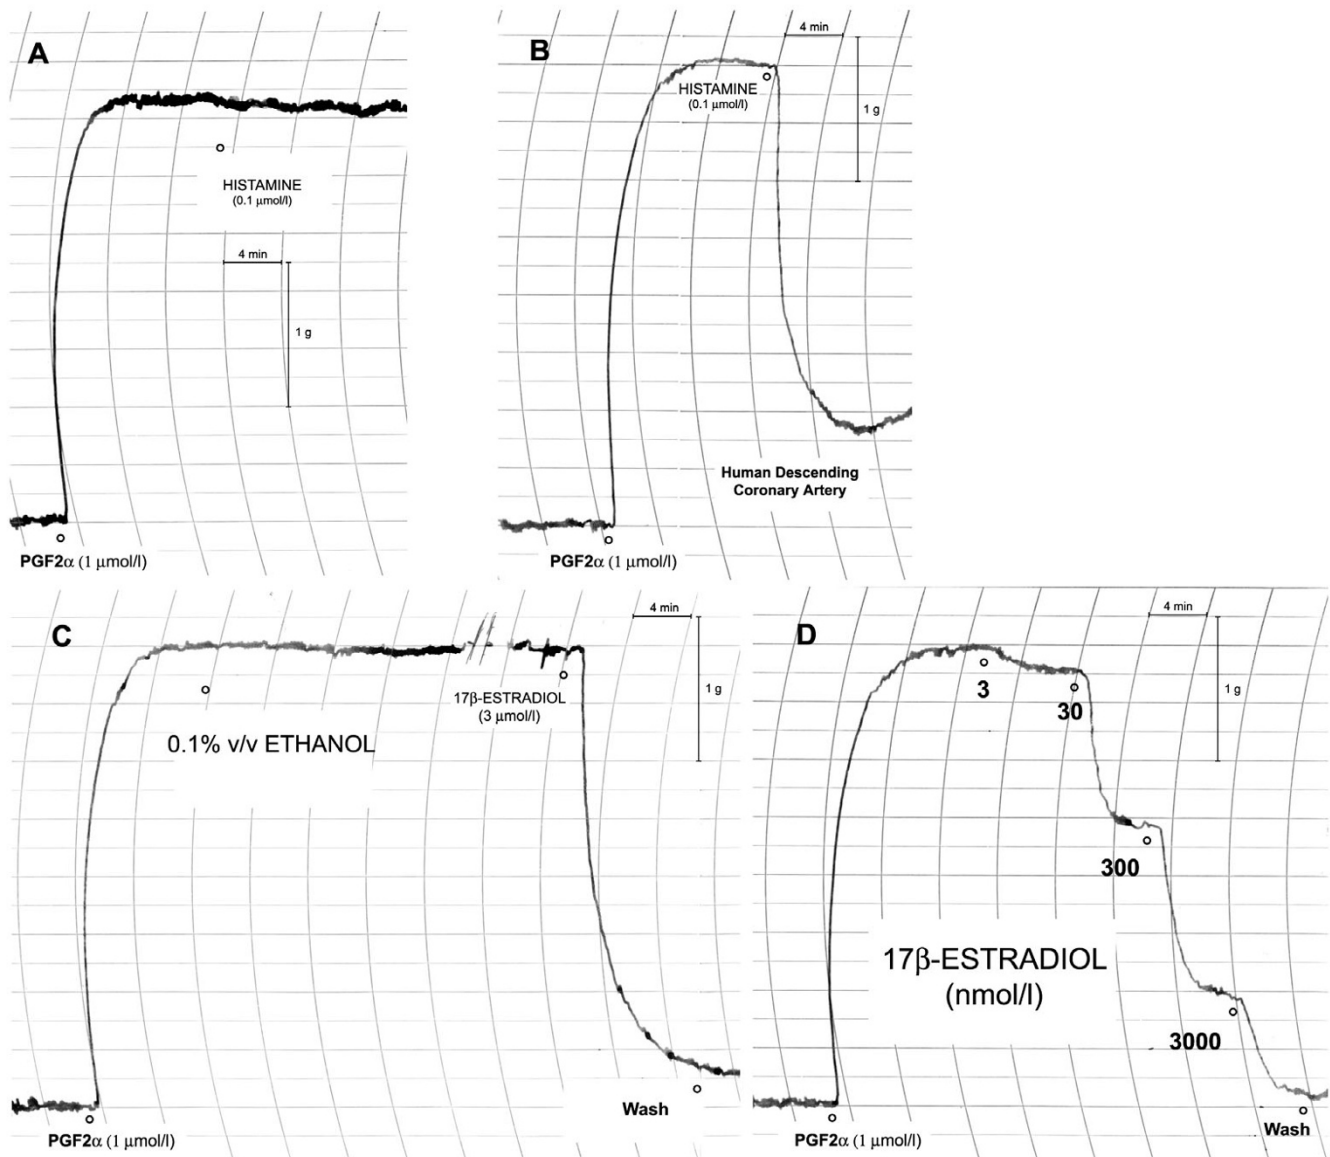 A
HISTAMINE
(0.1 μmol/l)
4 min
1 g
PGF2α (1 μmol/l)
B
4 min
HISTAMINE
(0.1 μmol/l)
1 g
Human Descending
Coronary Artery
PGF2α (1 μmol/l)
C
4 min
1 g
17β-ESTRADIOL
(3 μmol/l)
0.1% v/v ETHANOL
Wash
PGF2α (1 μmol/l)
D
4 min
1 g
3
30
300
17β-ESTRADIOL
(nmol/l)
3000
Wash
PGF2α (1 μmol/l)